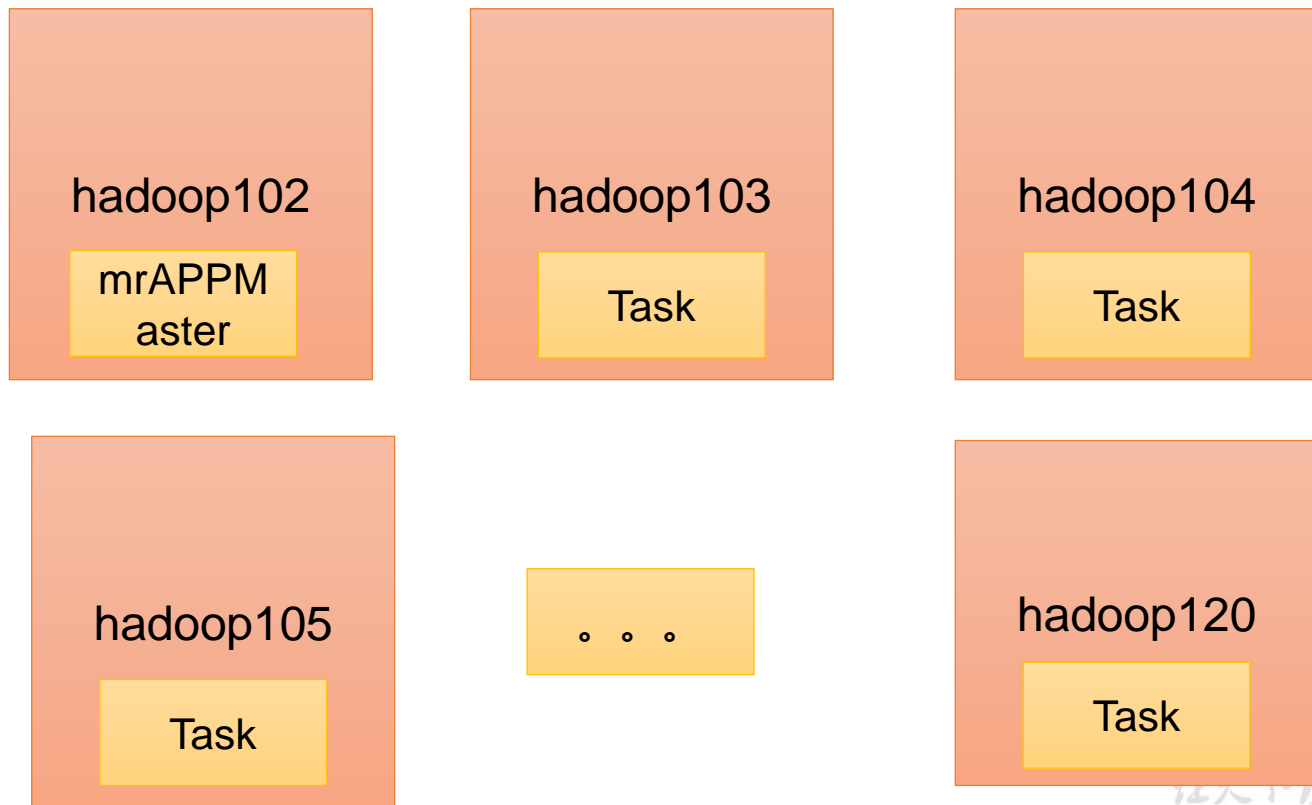 hadoop102
mrAPPM
aster
hadoop103
Task
hadoop104
Task
hadoop105
Task
。。。
hadoop120
Task